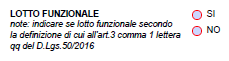 LOTTO FUNZIONALE
note: indicare se lotto funzionale secondo
la definizione di cui all'art.3 comma 1 lettera
qq del D.Lgs.50/2016
SI
NO